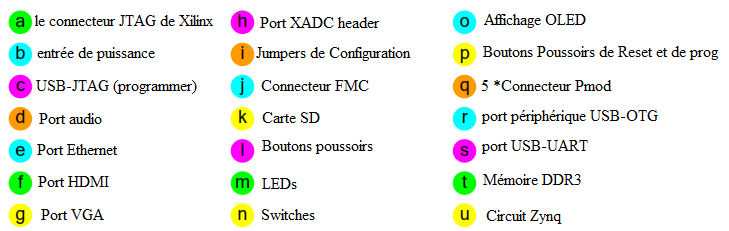 a le connecteur JTAG de Xilinx
b entrée de puissance
c USB-JTAG (programmer)
d Port audio
e Port Ethernet
f Port HDMI
g Port VGA
h Port XADC header
i Jumpers de Configuration
j Connecteur FMC
k Carte SD
l Boutons poussoirs
m LEDs
n Switches
o Affichage OLED
p Boutons Poussoirs de Reset et de prog
q 5 *Connecteur Pmod
r port périphérique USB-OTG
s port USB-UART
t Mémoire DDR3
u Circuit Zynq